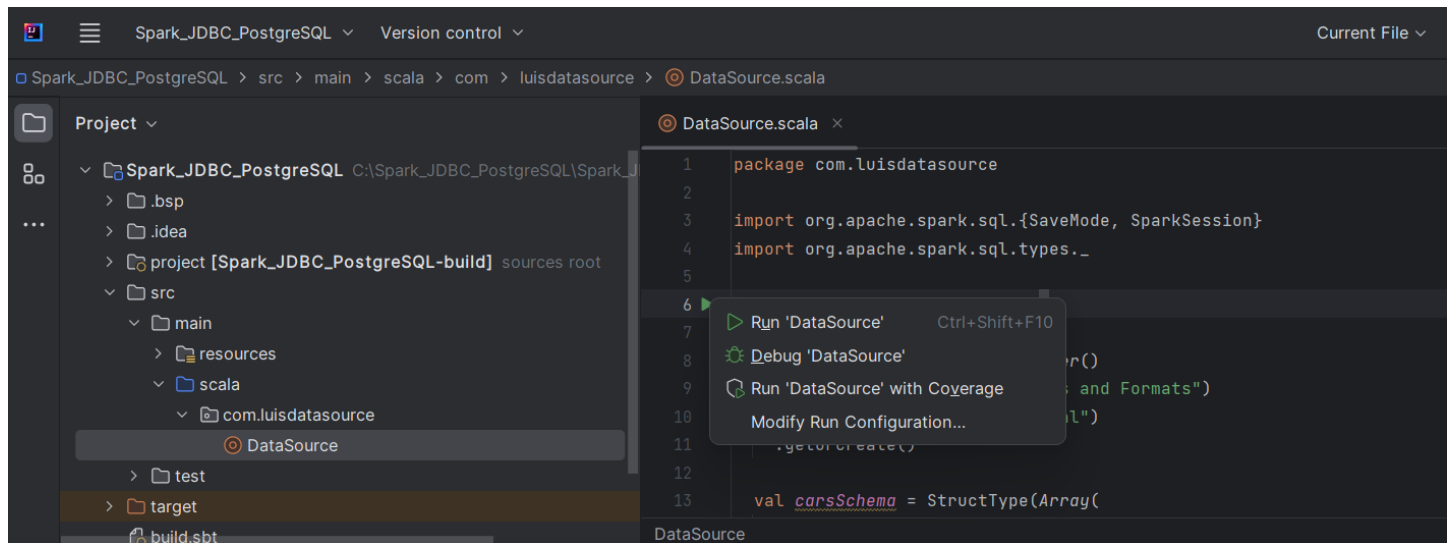 Spark_JDBC_PostgreSQL Version control Current File
Spark_JDBC_PostgreSQL > src > main > scala > com > luisdatasource > DataSource.scala
Project
Spark_JDBC_PostgreSQL C:\Spark_JDBC_PostgreSQL\Spark_J
.bsp
.idea
project [Spark_JDBC_PostgreSQL-build] sources root
src
main
resources
scala
com.luisdatasource
DataSource
test
target
build.sbt
DataSource.scala ×
1 package com.luisdatasource
2
3 import org.apache.spark.sql.{SaveMode, SparkSession}
4 import org.apache.spark.sql.types._
5
6
7
8 er()
9 s and Formats")
10 al")
11 .getOrCreate()
12
13 val carsSchema = StructType(Array(
Run 'DataSource' Ctrl+Shift+F10
Debug 'DataSource'
Run 'DataSource' with Coverage
Modify Run Configuration...
DataSource